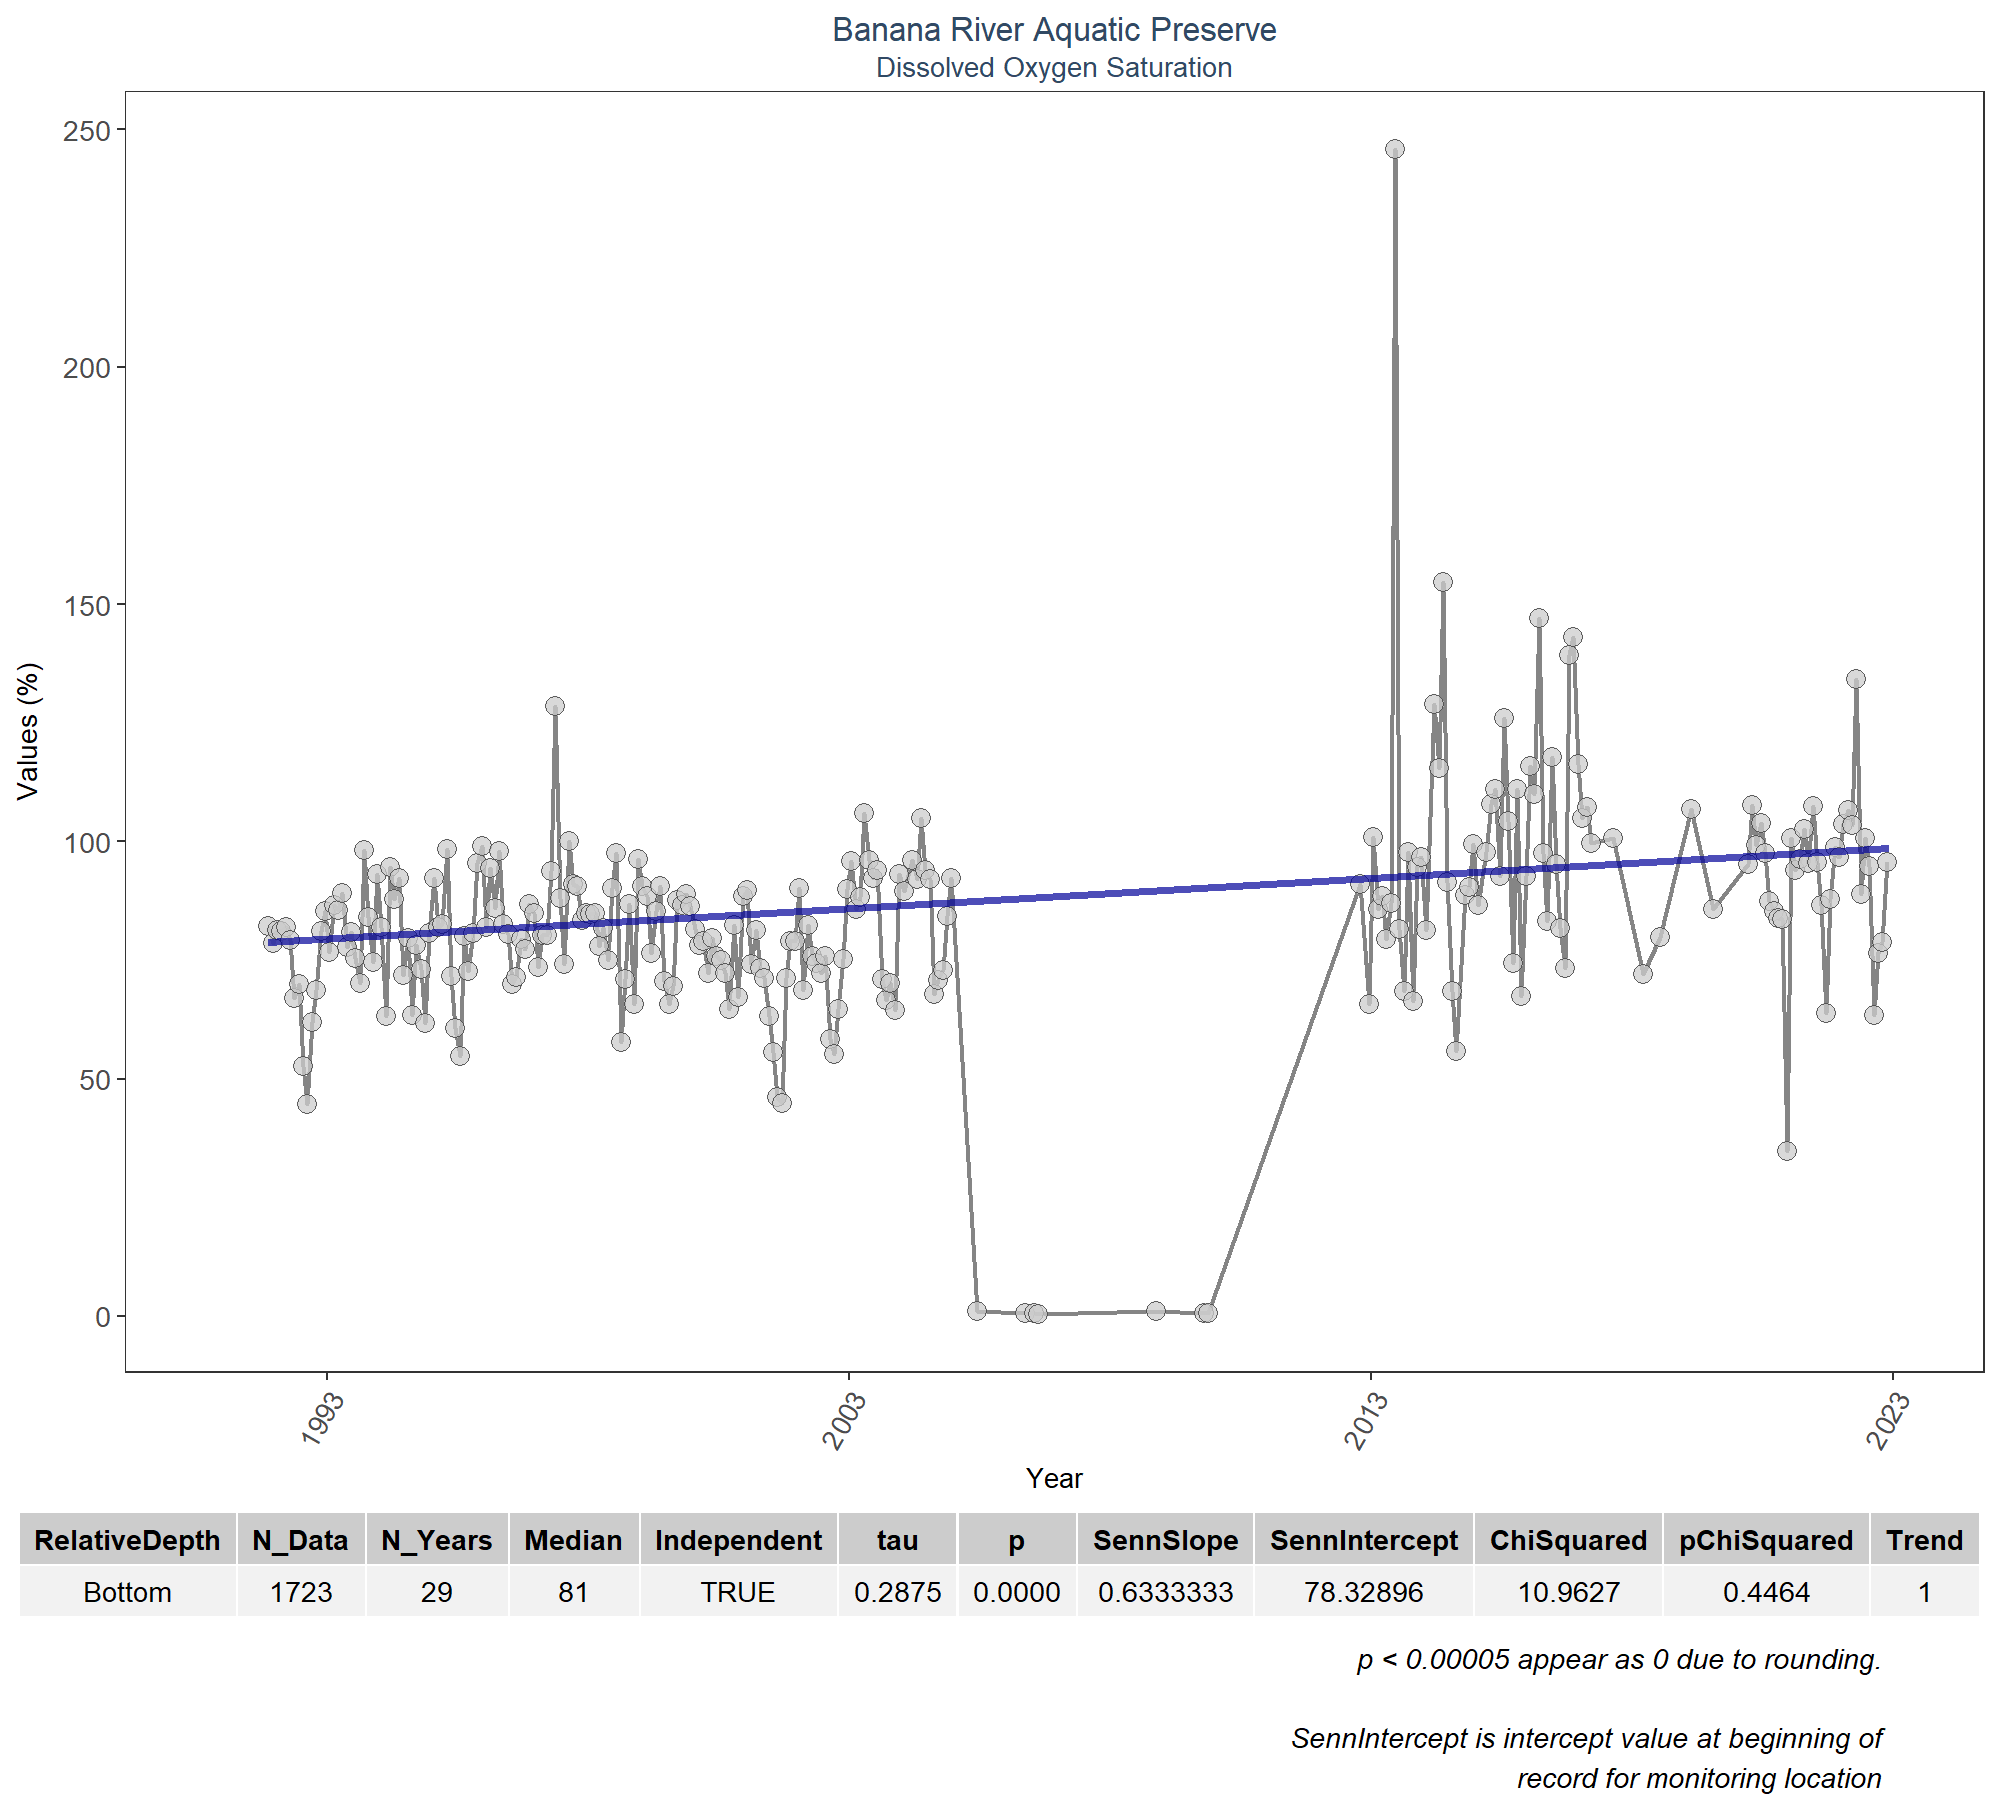 Banana River Aquatic Preserve
Dissolved Oxygen Saturation
250
200
150
100
50
0
Values (%)
1993
2003
2013
2023
Year
RelativeDepth N_Data N_Years Median Independent tau p SennSlope SennIntercept ChiSquared pChiSquared Trend
Bottom 1723 29 81 TRUE 0.2875 0.0000 0.6333333 78.32896 10.9627 0.4464 1
p < 0.00005 appear as 0 due to rounding.
SennIntercept is intercept value at beginning of
record for monitoring location